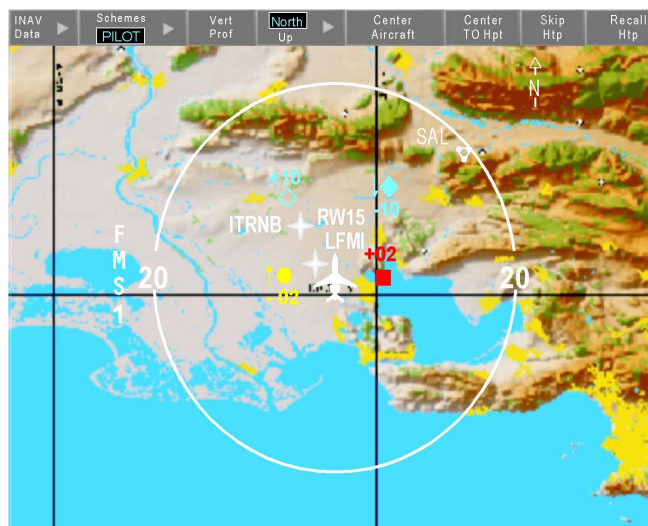 INAV
Data
Schemes
PILOT
Vert
Prof
North
Up
Center
Aircraft
Center
TO Hpt
Skip
Htp
Recall
Htp
N
SAL
+10
-10
ITRNB
RW15
LFMI
+02
FMS1
20
20
-02